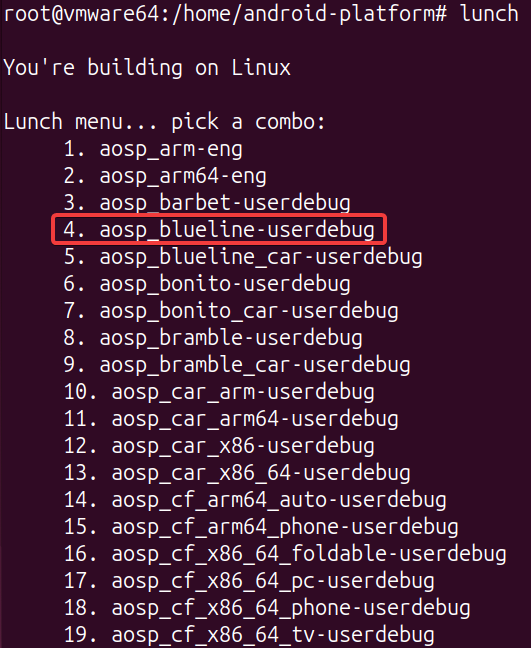 root@vmware64:/home/android-platform# lunch
You're building on Linux
Lunch menu... pick a combo:
1. aosp_arm-eng
2. aosp_arm64-eng
3. aosp_barbet-userdebug
4. aosp_blueline-userdebug
5. aosp_blueline_car-userdebug
6. aosp_bonito-userdebug
7. aosp_bonito_car-userdebug
8. aosp_bramble-userdebug
9. aosp_bramble_car-userdebug
10. aosp_car_arm-userdebug
11. aosp_car_arm64-userdebug
12. aosp_car_x86-userdebug
13. aosp_car_x86_64-userdebug
14. aosp_cf_arm64_auto-userdebug
15. aosp_cf_arm64_phone-userdebug
16. aosp_cf_x86_64_foldable-userdebug
17. aosp_cf_x86_64_pc-userdebug
18. aosp_cf_x86_64_phone-userdebug
19. aosp_cf_x86_64_tv-userdebug